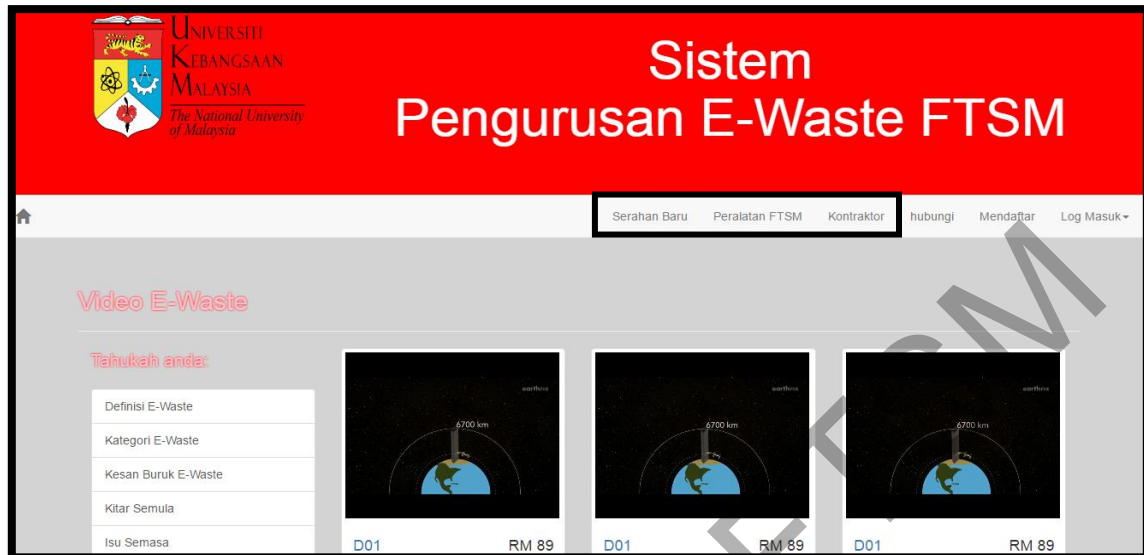 UNIVERSITI
KEBANGSAAN
MALAYSIA
The National University
of Malaysia
Sistem
Pengurusan E-Waste FTSM
Serahan Baru Peralatan FTSM Kontraktor hubungi Mendaftar Log Masuk
Video E-Waste
Tahukah anda:
Definisi E-Waste
Kategori E-Waste
Kesan Buruk E-Waste
Kitar Semula
Isu Semasa
earthrise earthrise earthrise
6700 km 6700 km 6700 km
D01 RM 89 D01 RM 89 D01 RM 89
FTSM